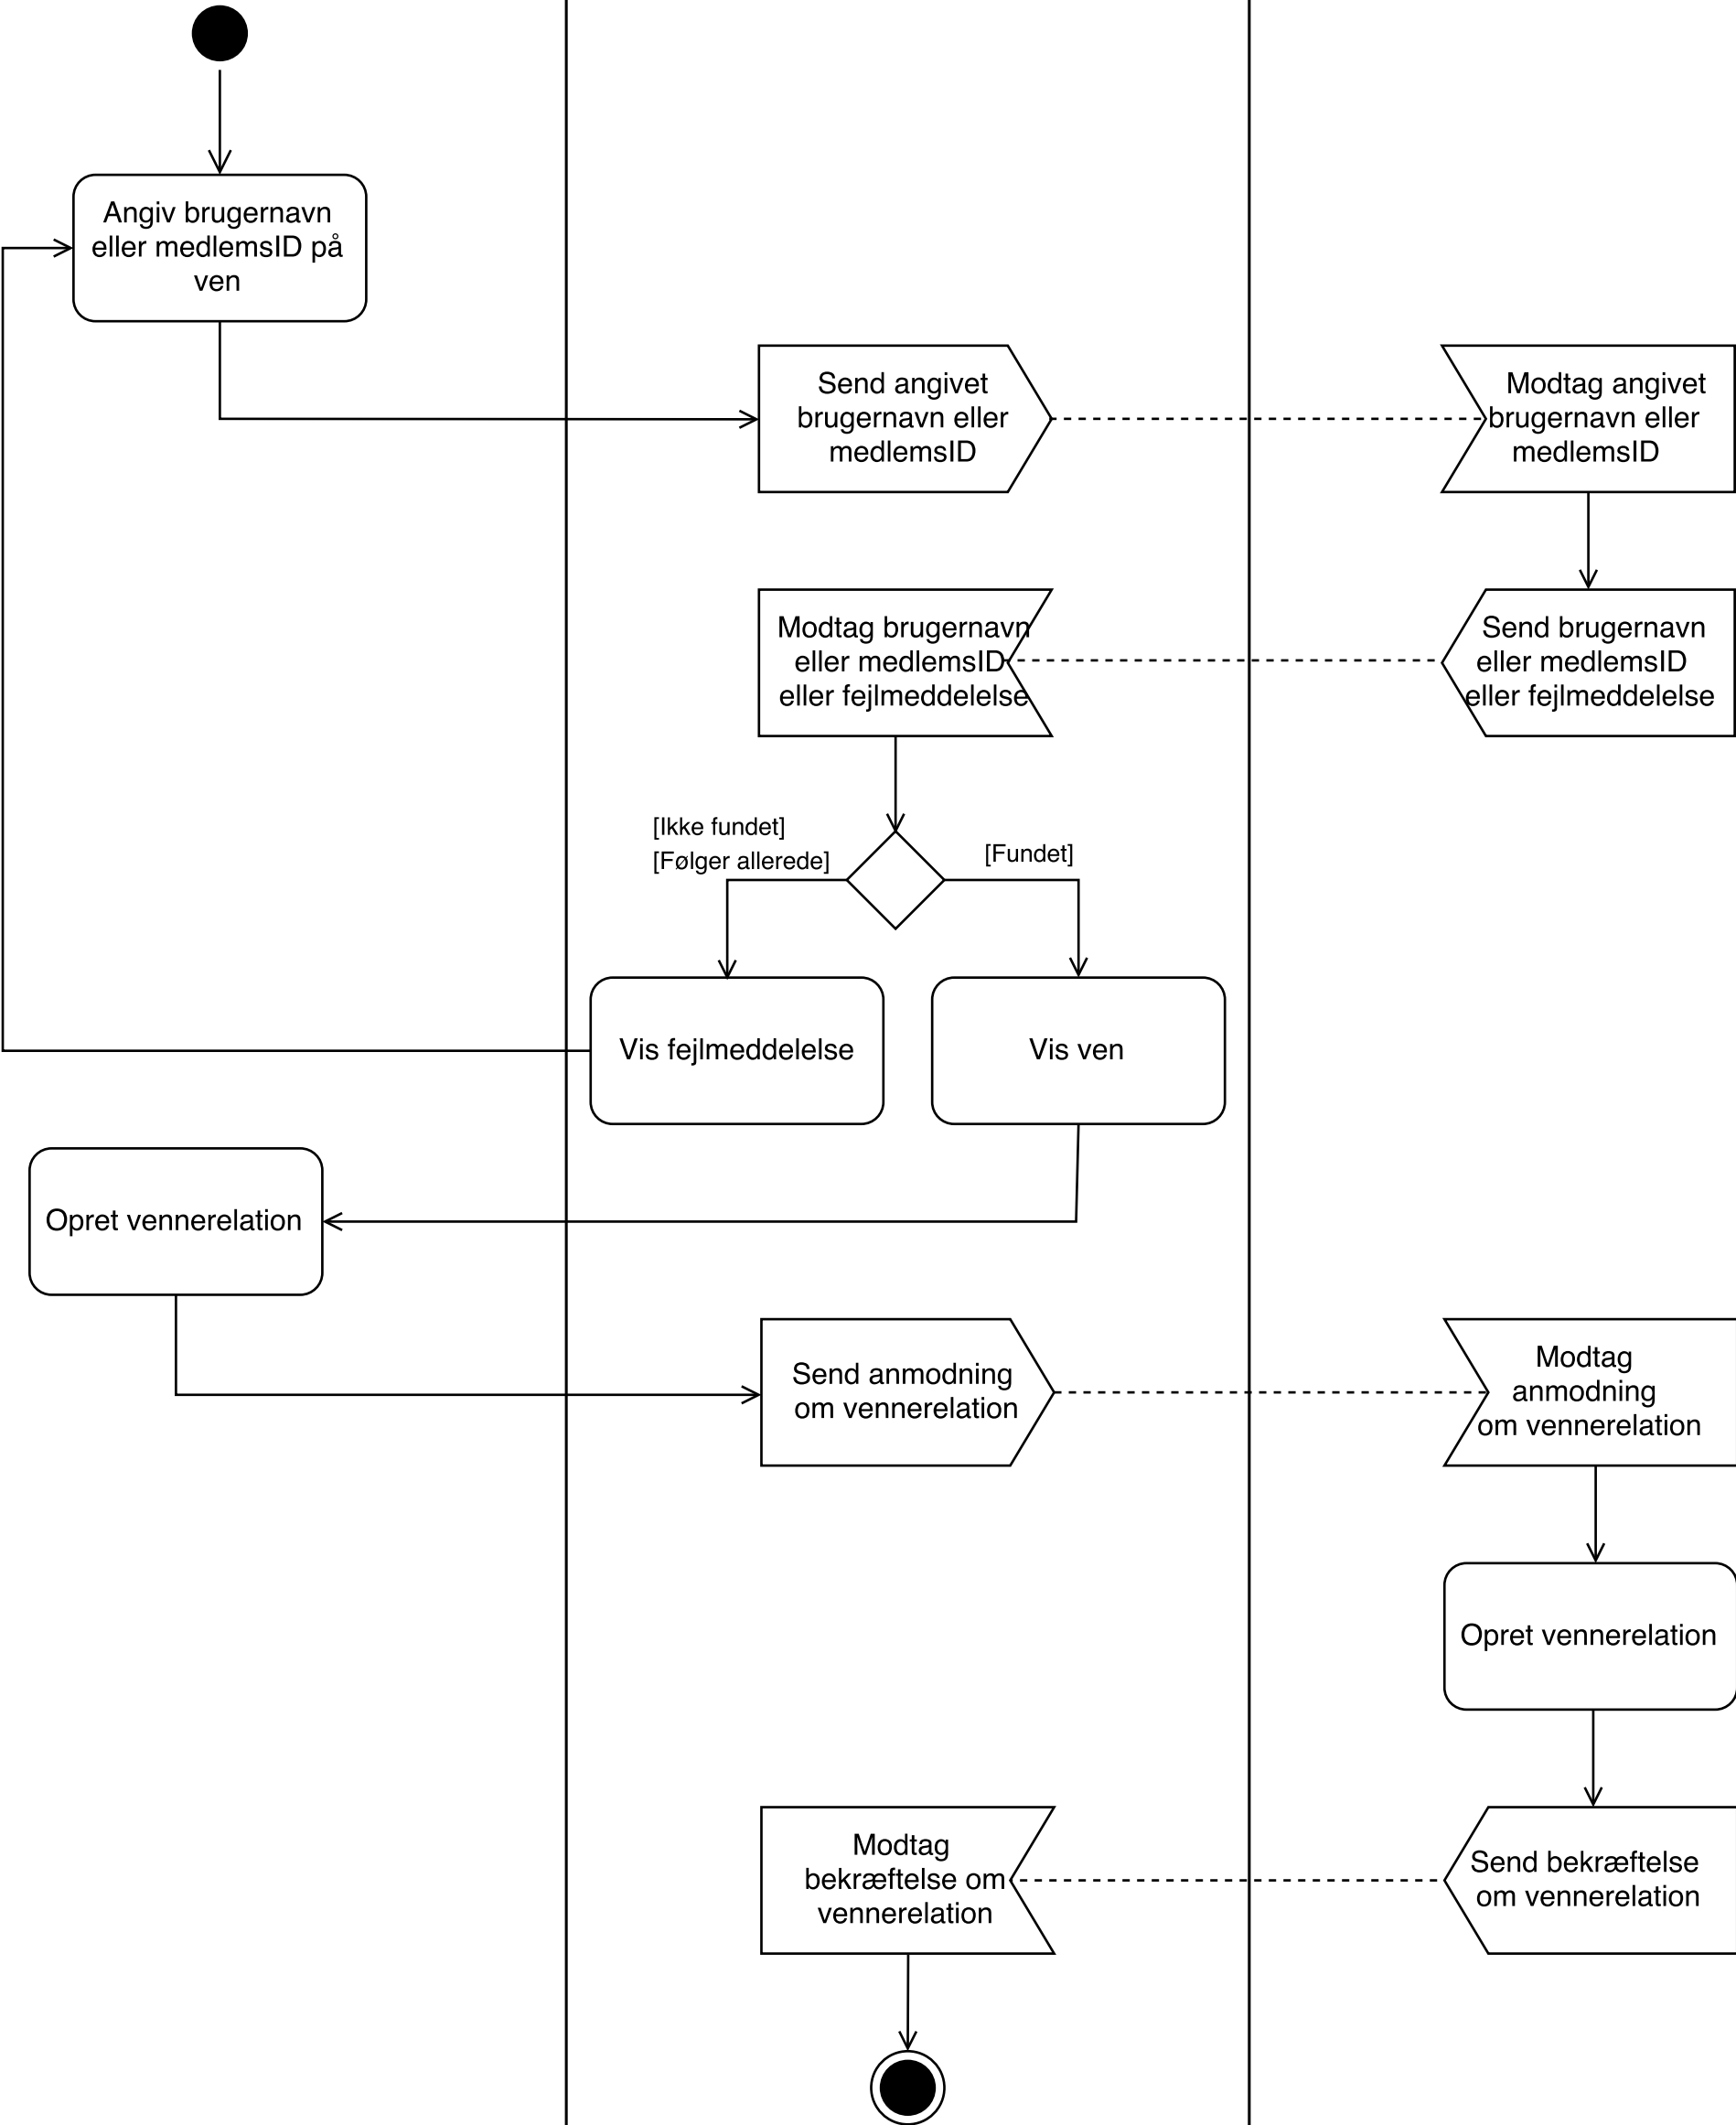 Angiv brugernavn
eller medlemsID på
ven
Send angivet
brugernavn eller
medlemsID
Modtag angivet
brugernavn eller
medlemsID
Modtag brugernavn
eller medlemsID
eller fejlmeddelelse
Send brugernavn
eller medlemsID
eller fejlmeddelelse
[Ikke fundet]
[Følger allerede]
[Fundet]
Vis fejlmeddelelse
Vis ven
Opret vennerelation
Send anmodning
om vennerelation
Modtag
anmodning
om vennerelation
Opret vennerelation
Modtag
bekræftelse om
vennerelation
Send bekræftelse
om vennerelation